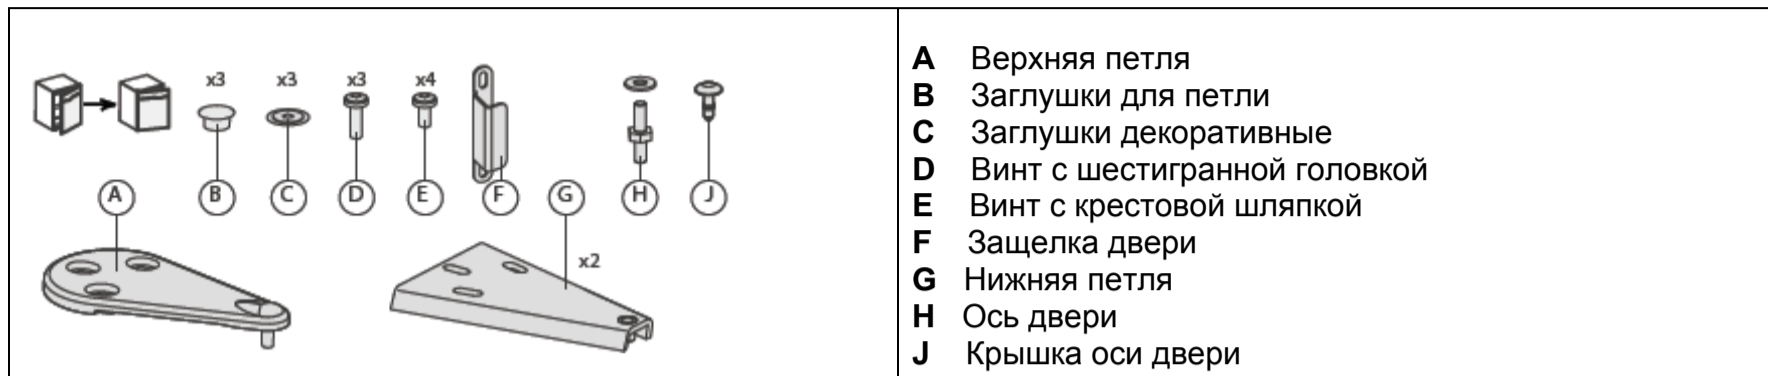 x3 x3 x3 x4
A B C D E F G H J
x2
A Верхняя петля
B Заглушки для петли
C Заглушки декоративные
D Винт с шестигранной головкой
E Винт с крестовой шляпкой
F Защелка двери
G Нижняя петля
H Ось двери
J Крышка оси двери